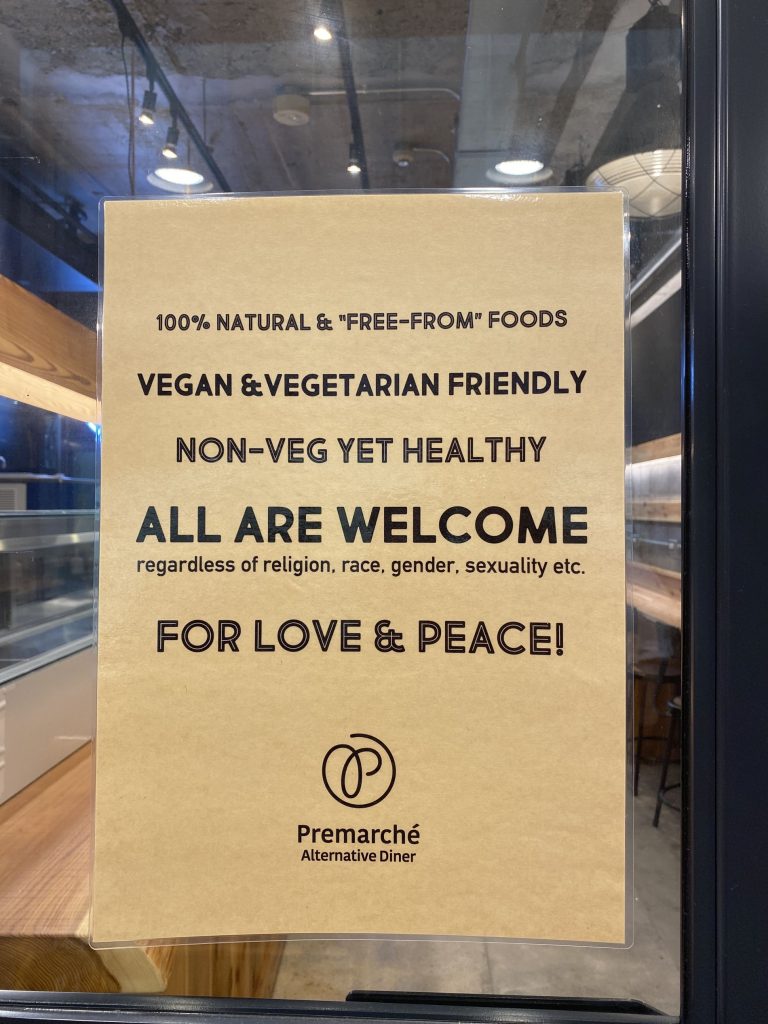 100% NATURAL & "FREE-FROM" FOODS
VEGAN &VEGETARIAN FRIENDLY
NON-VEG YET HEALTHY
ALL ARE WELCOME
regardless of religion, race, gender, sexuality etc.
FOR LOVE & PEACE!
Premarché
Alternative Diner